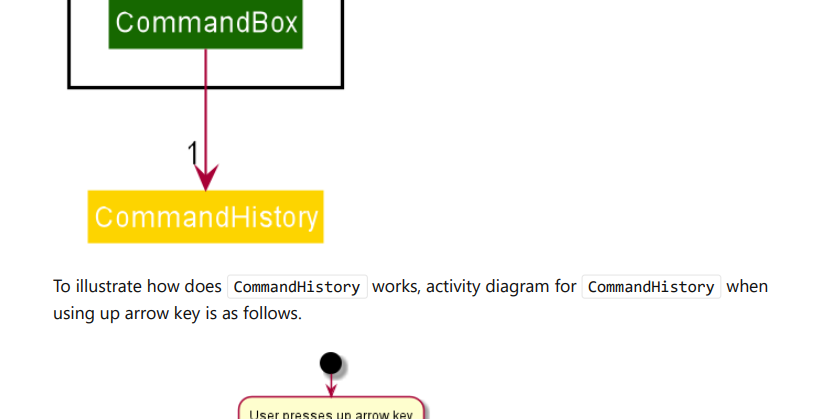 CommandBox
1
CommandHistory
To illustrate how does CommandHistory works, activity diagram for CommandHistory when
using up arrow key is as follows.
User presses up arrow key